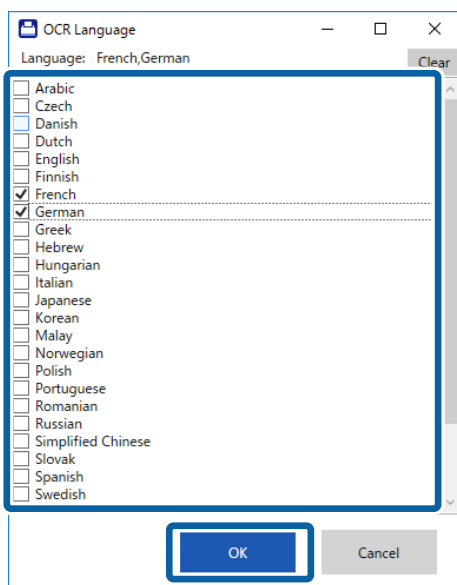 OCR Language
Language: French,German
Clear
Arabic
Czech
Danish
Dutch
English
Finnish
French
German
Greek
Hebrew
Hungarian
Italian
Japanese
Korean
Malay
Norwegian
Polish
Portuguese
Romanian
Russian
Simplified Chinese
Slovak
Spanish
Swedish
OK
Cancel